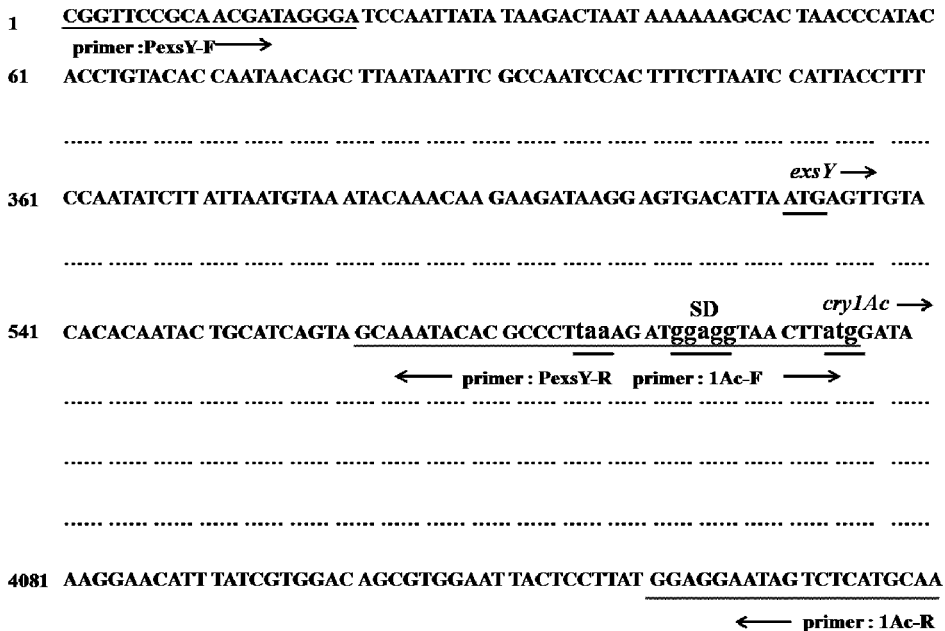 1 CGGTTCCGCA ACGATAGGGA TCCAATTATA TAAGACTAAT AAAAAAGCAC TAACCCATAC
primer :PexsY-F
61 ACCTGTACAC CAATAACAGC TTAATAATTC GCCAATCCAC TTTCTTAATC CATTACCTTT
...... ...... ...... ...... ...... ...... ...... ...... ...... ...... ...... ...... ...... ...... ...... ......
exsY
361 CCAATATCTT ATTAATGTAA ATACAAACAA GAAGATAAGG AGTGACATTA ATGAGTTGTA
...... ...... ...... ...... ...... ...... ...... ...... ...... ...... ...... ...... ...... ...... ...... ......
SD cry1Ac
541 CACACAATAC TGCATCAGTA GCAAATACAC GCCCTtaaAG ATggaggTAA CTTatgGATA
primer : PexsY-R primer : 1Ac-F
...... ...... ...... ...... ...... ...... ...... ...... ...... ...... ...... ...... ...... ...... ...... ......
...... ...... ...... ...... ...... ...... ...... ...... ...... ...... ...... ...... ...... ...... ...... ......
...... ...... ...... ...... ...... ...... ...... ...... ...... ...... ...... ...... ...... ...... ...... ......
4081 AAGGAACATT TATCGTGGAC AGCGTGGAAT TACTCCTTAT GGAGGAATAG TCTCATGCAA
primer : 1Ac-R